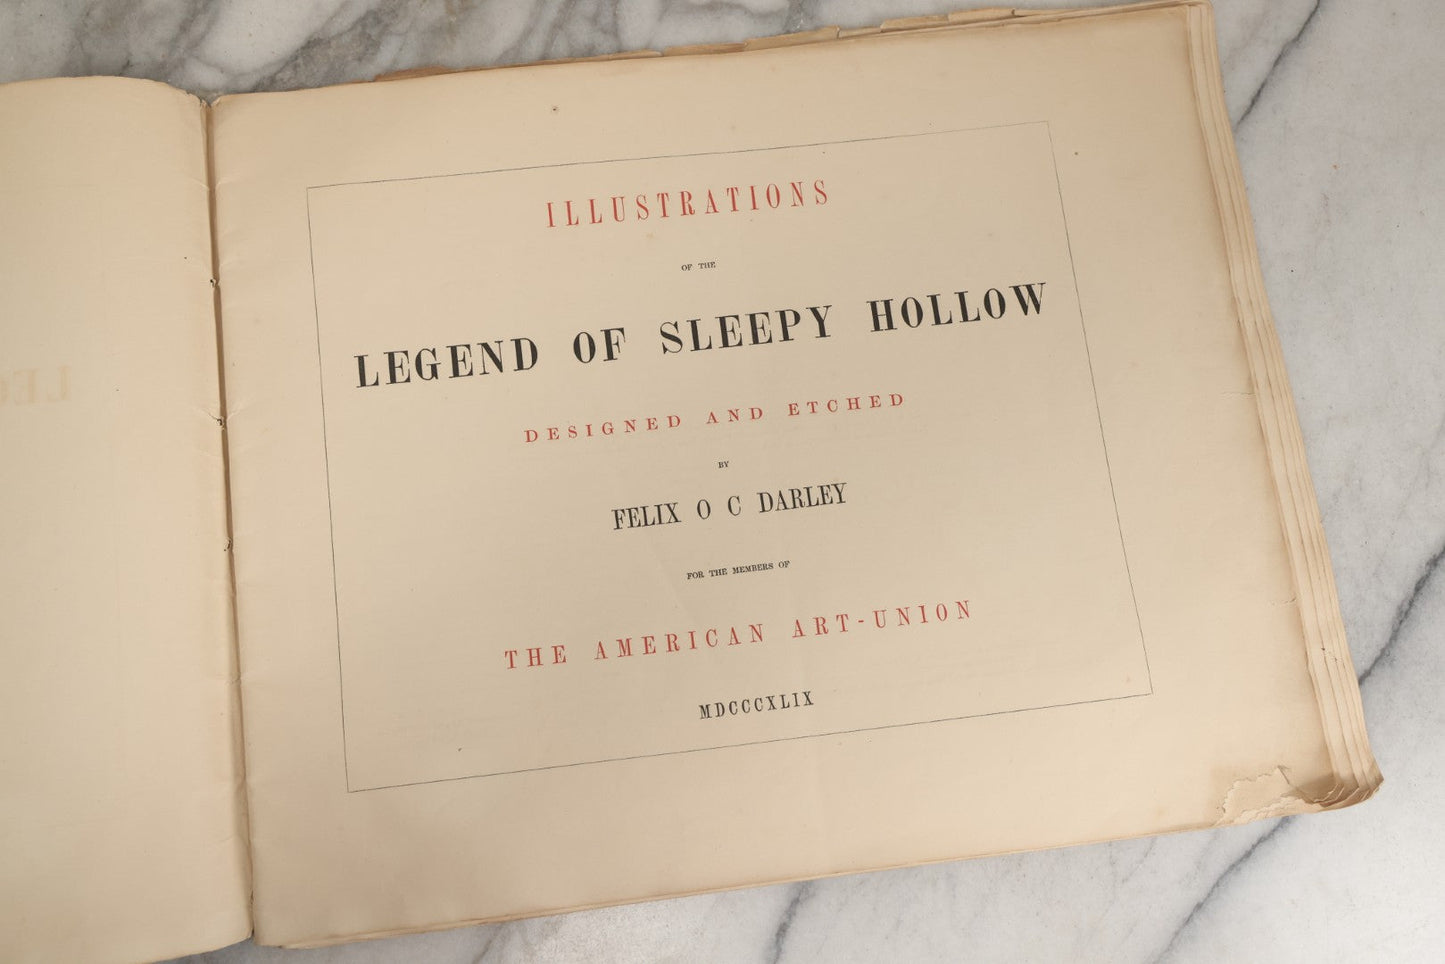 ILLUSTRATIONS
OF THE
LEGEND OF SLEEPY HOLLOW
DESIGNED AND ETCHED
BY
FELIX O C DARLEY
FOR THE MEMBERS OF
THE AMERICAN ART-UNION
MDCCCXLIX